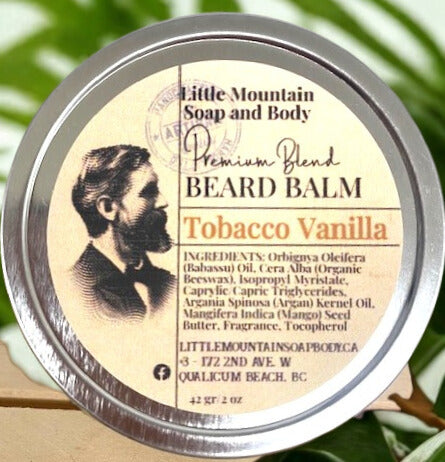 Little Mountain
Soap and Body
ARTISAN
Premium Blend
BEARD BALM
Tobacco Vanilla
INGREDIENTS: Orbignya Oleifera
(Babassu) Oil, Cera Alba (Organic
Beeswax), Isopropyl Myristate,
Caprylic/Capric Triglycerides,
Argania Spinosa (Argan) Kernel Oil,
Mangifera Indica (Mango) Seed
Butter, Fragrance, Tocopherol
LITTLEMOUNTAINSOAPBODY.CA
3 - 172 2ND AVE. W
QUALICUM BEACH, BC
42 gr/2 oz